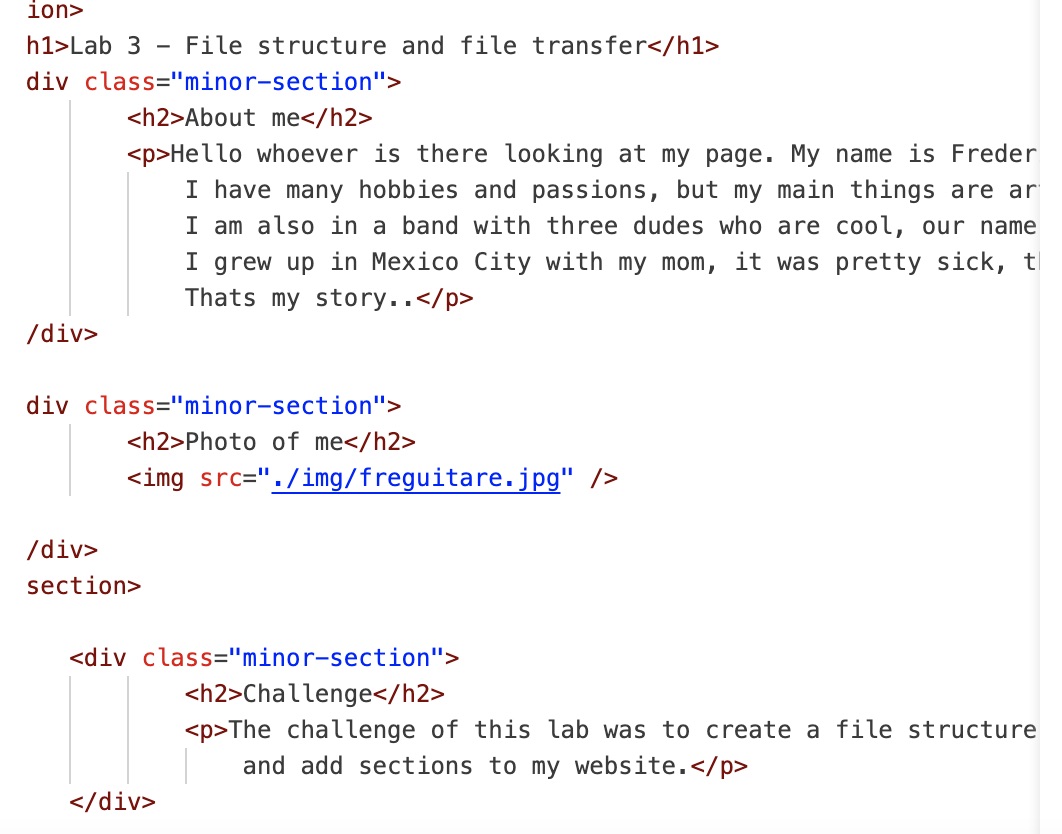 ion>
h1>Lab 3 - File structure and file transfer</h1>
div class="minor-section">
<h2>About me</h2>
<p>Hello whoever is there looking at my page. My name is Freder
I have many hobbies and passions, but my main things are ar
I am also in a band with three dudes who are cool, our name
I grew up in Mexico City with my mom, it was pretty sick, t
Thats my story..</p>
/div>
div class="minor-section">
<h2>Photo of me</h2>
<img src="./img/freguitare.jpg" />
/div>
section>
<div class="minor-section">
<h2>Challenge</h2>
<p>The challenge of this lab was to create a file structure
and add sections to my website.</p>
</div>